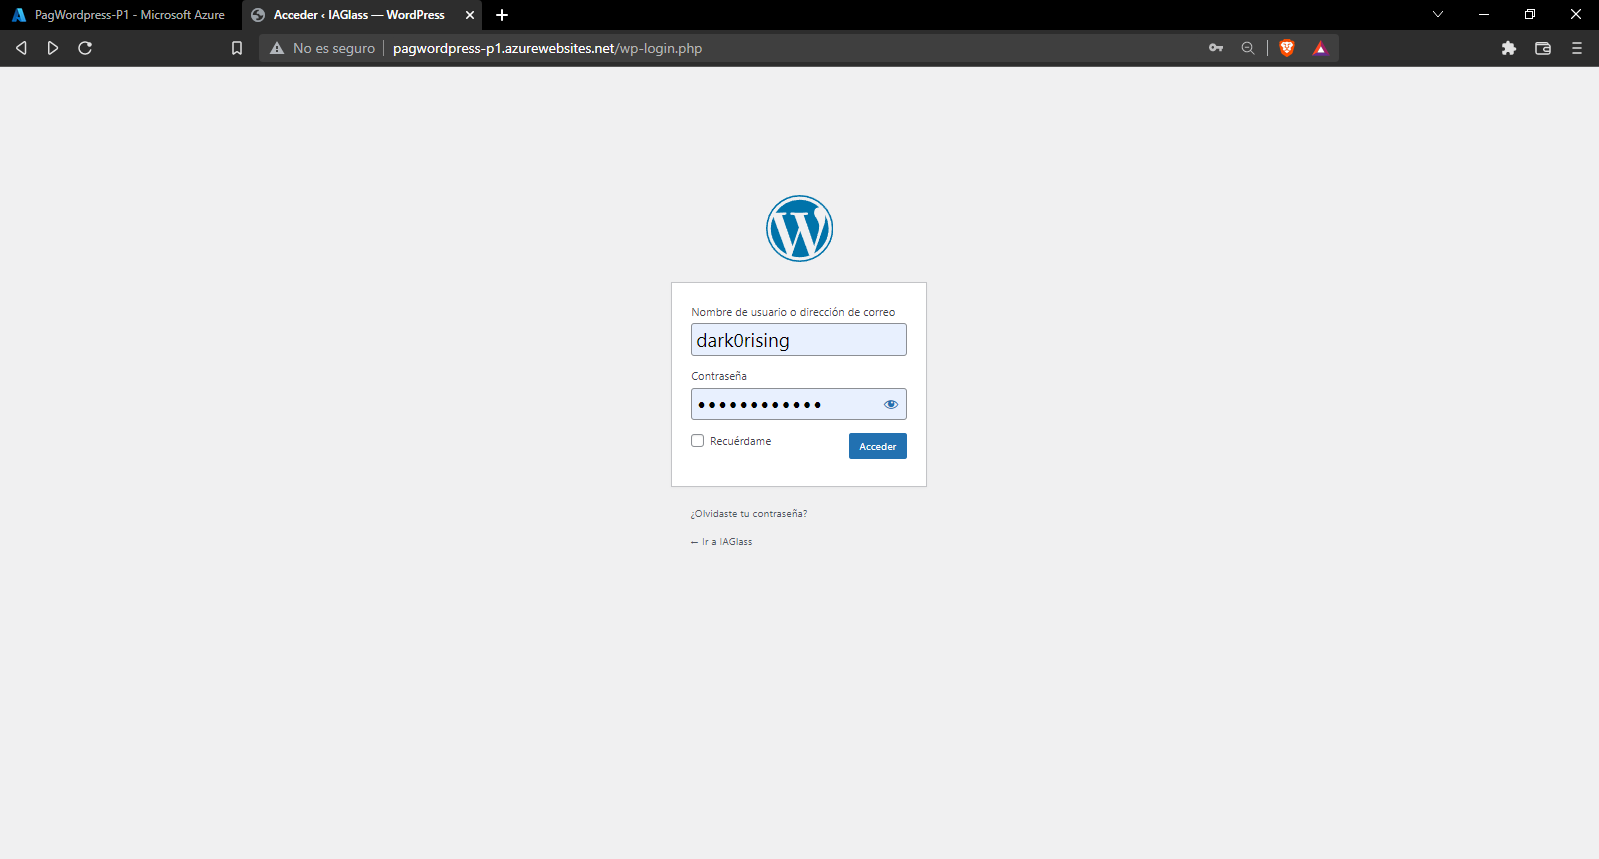 PagWordpress-P1 - Microsoft Azure
Acceder ‹ IAGlass — WordPress
No es seguro
pagwordpress-p1.azurewebsites.net/wp-login.php
Nombre de usuario o dirección de correo
dark0rising
Contraseña
••••••••••••
Recuérdame
Acceder
¿Olvidaste tu contraseña?
← Ir a IAGlass